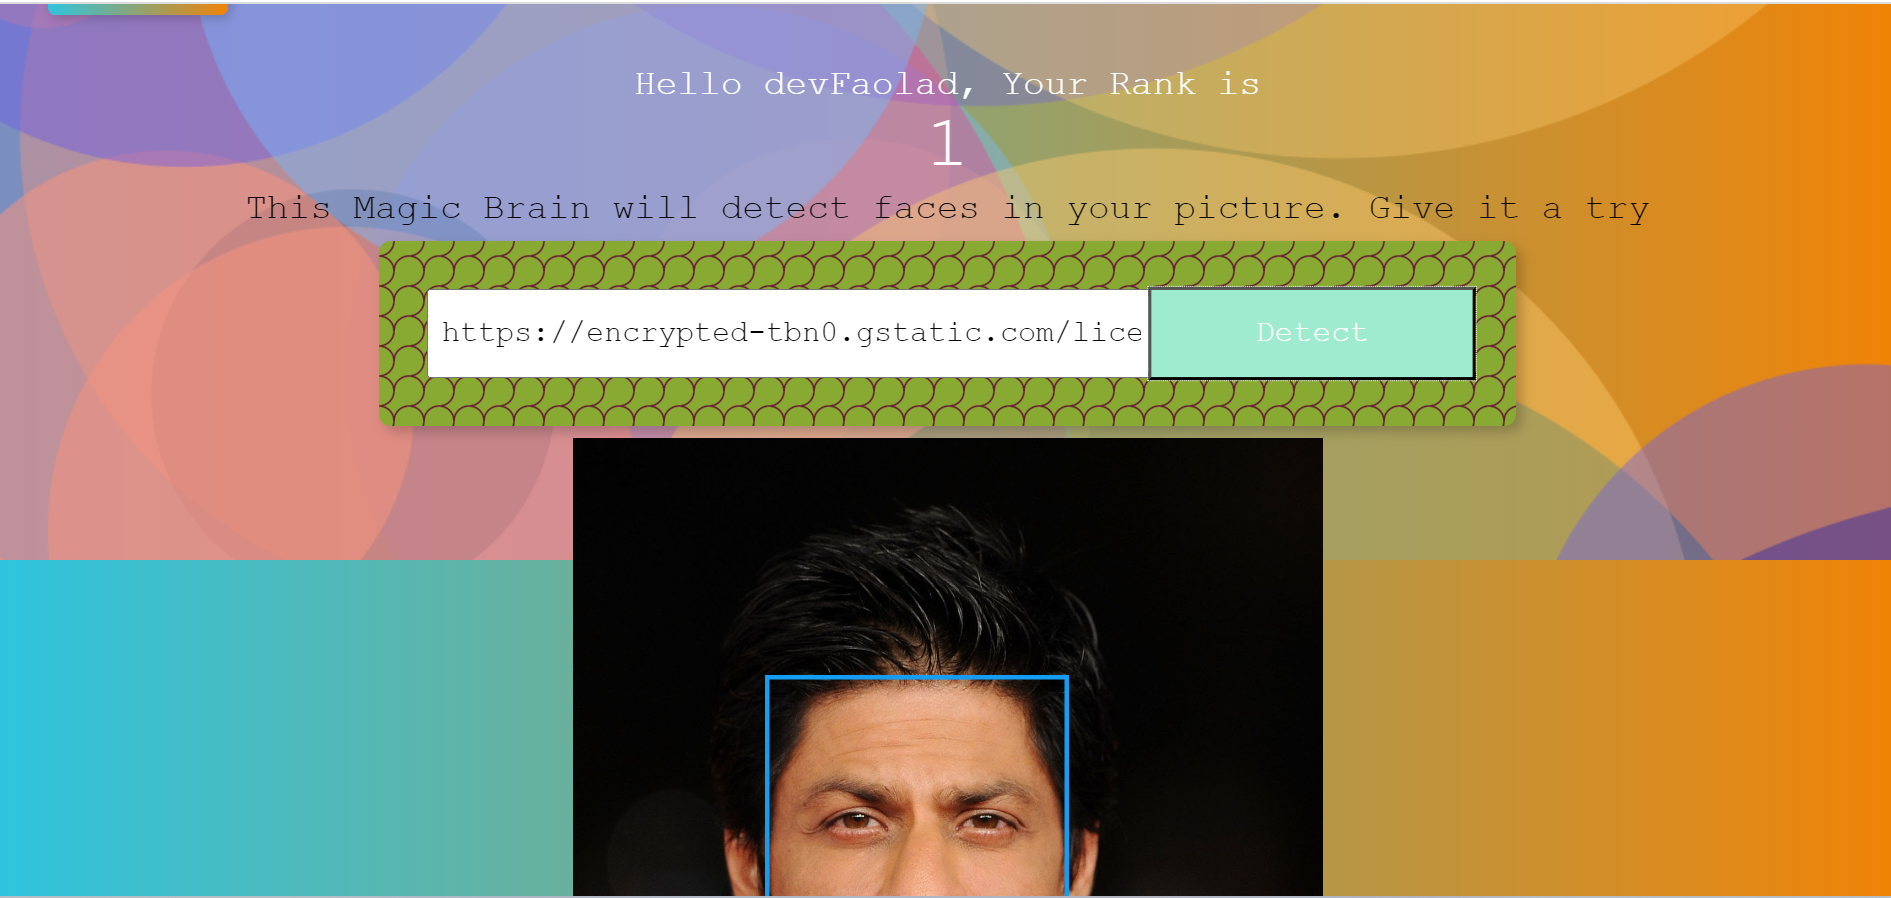 Hello devFaolad, Your Rank is
1
This Magic Brain will detect faces in your picture. Give it a try
https://encrypted-tbn0.gstatic.com/lice
Detect